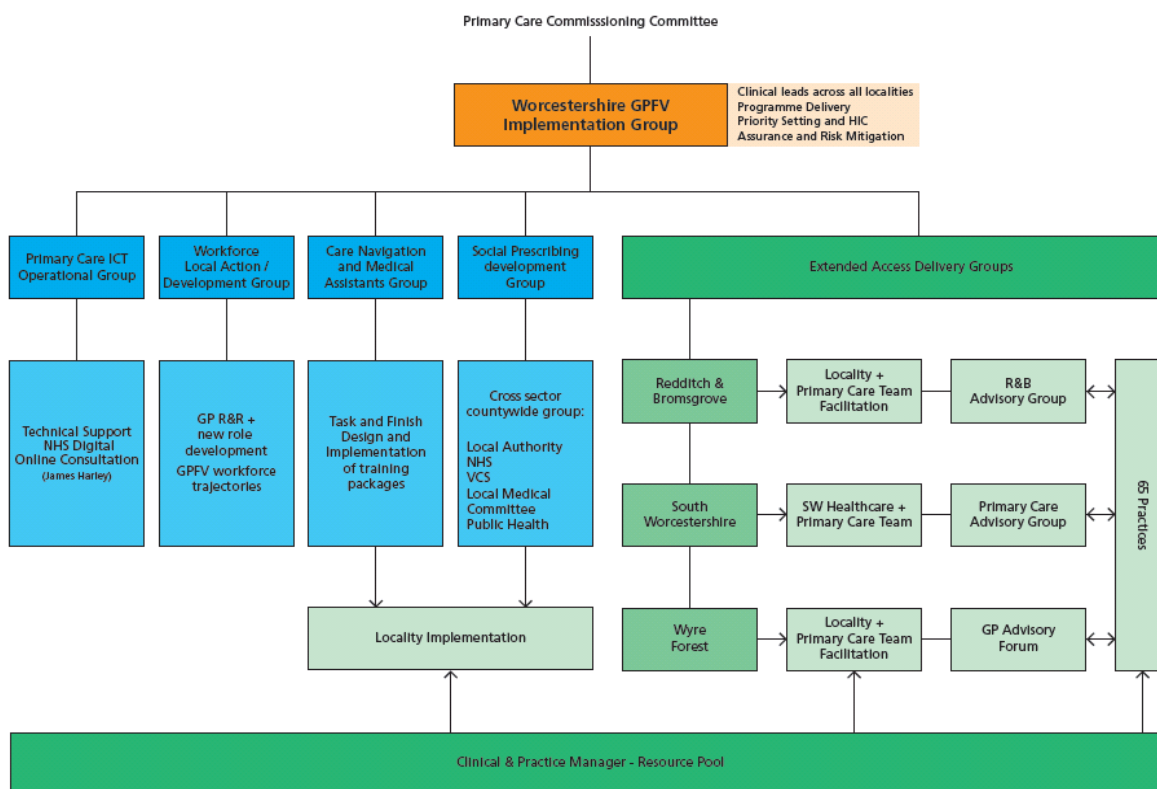 Primary Care Commisssioning Committee
Worcestershire GPFV
Implementation Group
Clinical leads across all localities
Programme Delivery
Priority Setting and HIC
Assurance and Risk Mitigation
Primary Care ICT
Operational Group
Workforce
Local Action /
Development Group
Care Navigation
and Medical
Assistants Group
Social Prescribing
development
Group
Extended Access Delivery Groups
Technical Support
NHS Digital
Online Consultation
(James Harley)
GP R&R +
new role
development
GPFV workforce
trajectories
Task and Finish
Design and
Implementation
of training
packages
Cross sector
countywide group:
Local Authority
NHS
VCS
Local Medical
Committee
Public Health
Redditch &
Bromsgrove
Locality +
Primary Care Team
Facilitation
R&B
Advisory Group
South
Worcestershire
SW Healthcare +
Primary Care Team
Primary Care
Advisory Group
65 Practices
Locality Implementation
Wyre
Forest
Locality +
Primary Care Team
Facilitation
GP Advisory
Forum
Clinical & Practice Manager - Resource Pool